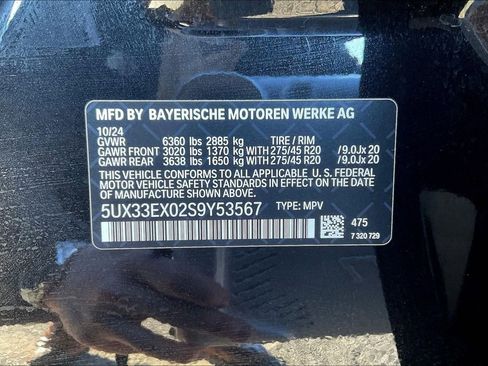 MFD BY BAYERISCHE MOTOREN WERKE AG
10/24
GVWR 6360 lbs 2885 kg TIRE / RIM
GAWR FRONT 3020 lbs 1370 kg WITH 275/45 R20 /9.0Jx 20
GAWR REAR 3638 lbs 1650 kg WITH 275/45 R20 /9.0Jx 20
THIS VEHICLE CONFORMS TO ALL APPLICABLE U. S. FEDERAL
MOTOR VEHICLE SAFETY STANDARDS IN EFFECT ON THE DATE
OF MANUFACTURE SHOWN ABOVE.
5UX33EX02S9Y53567 TYPE: MPV
475
7 320 729